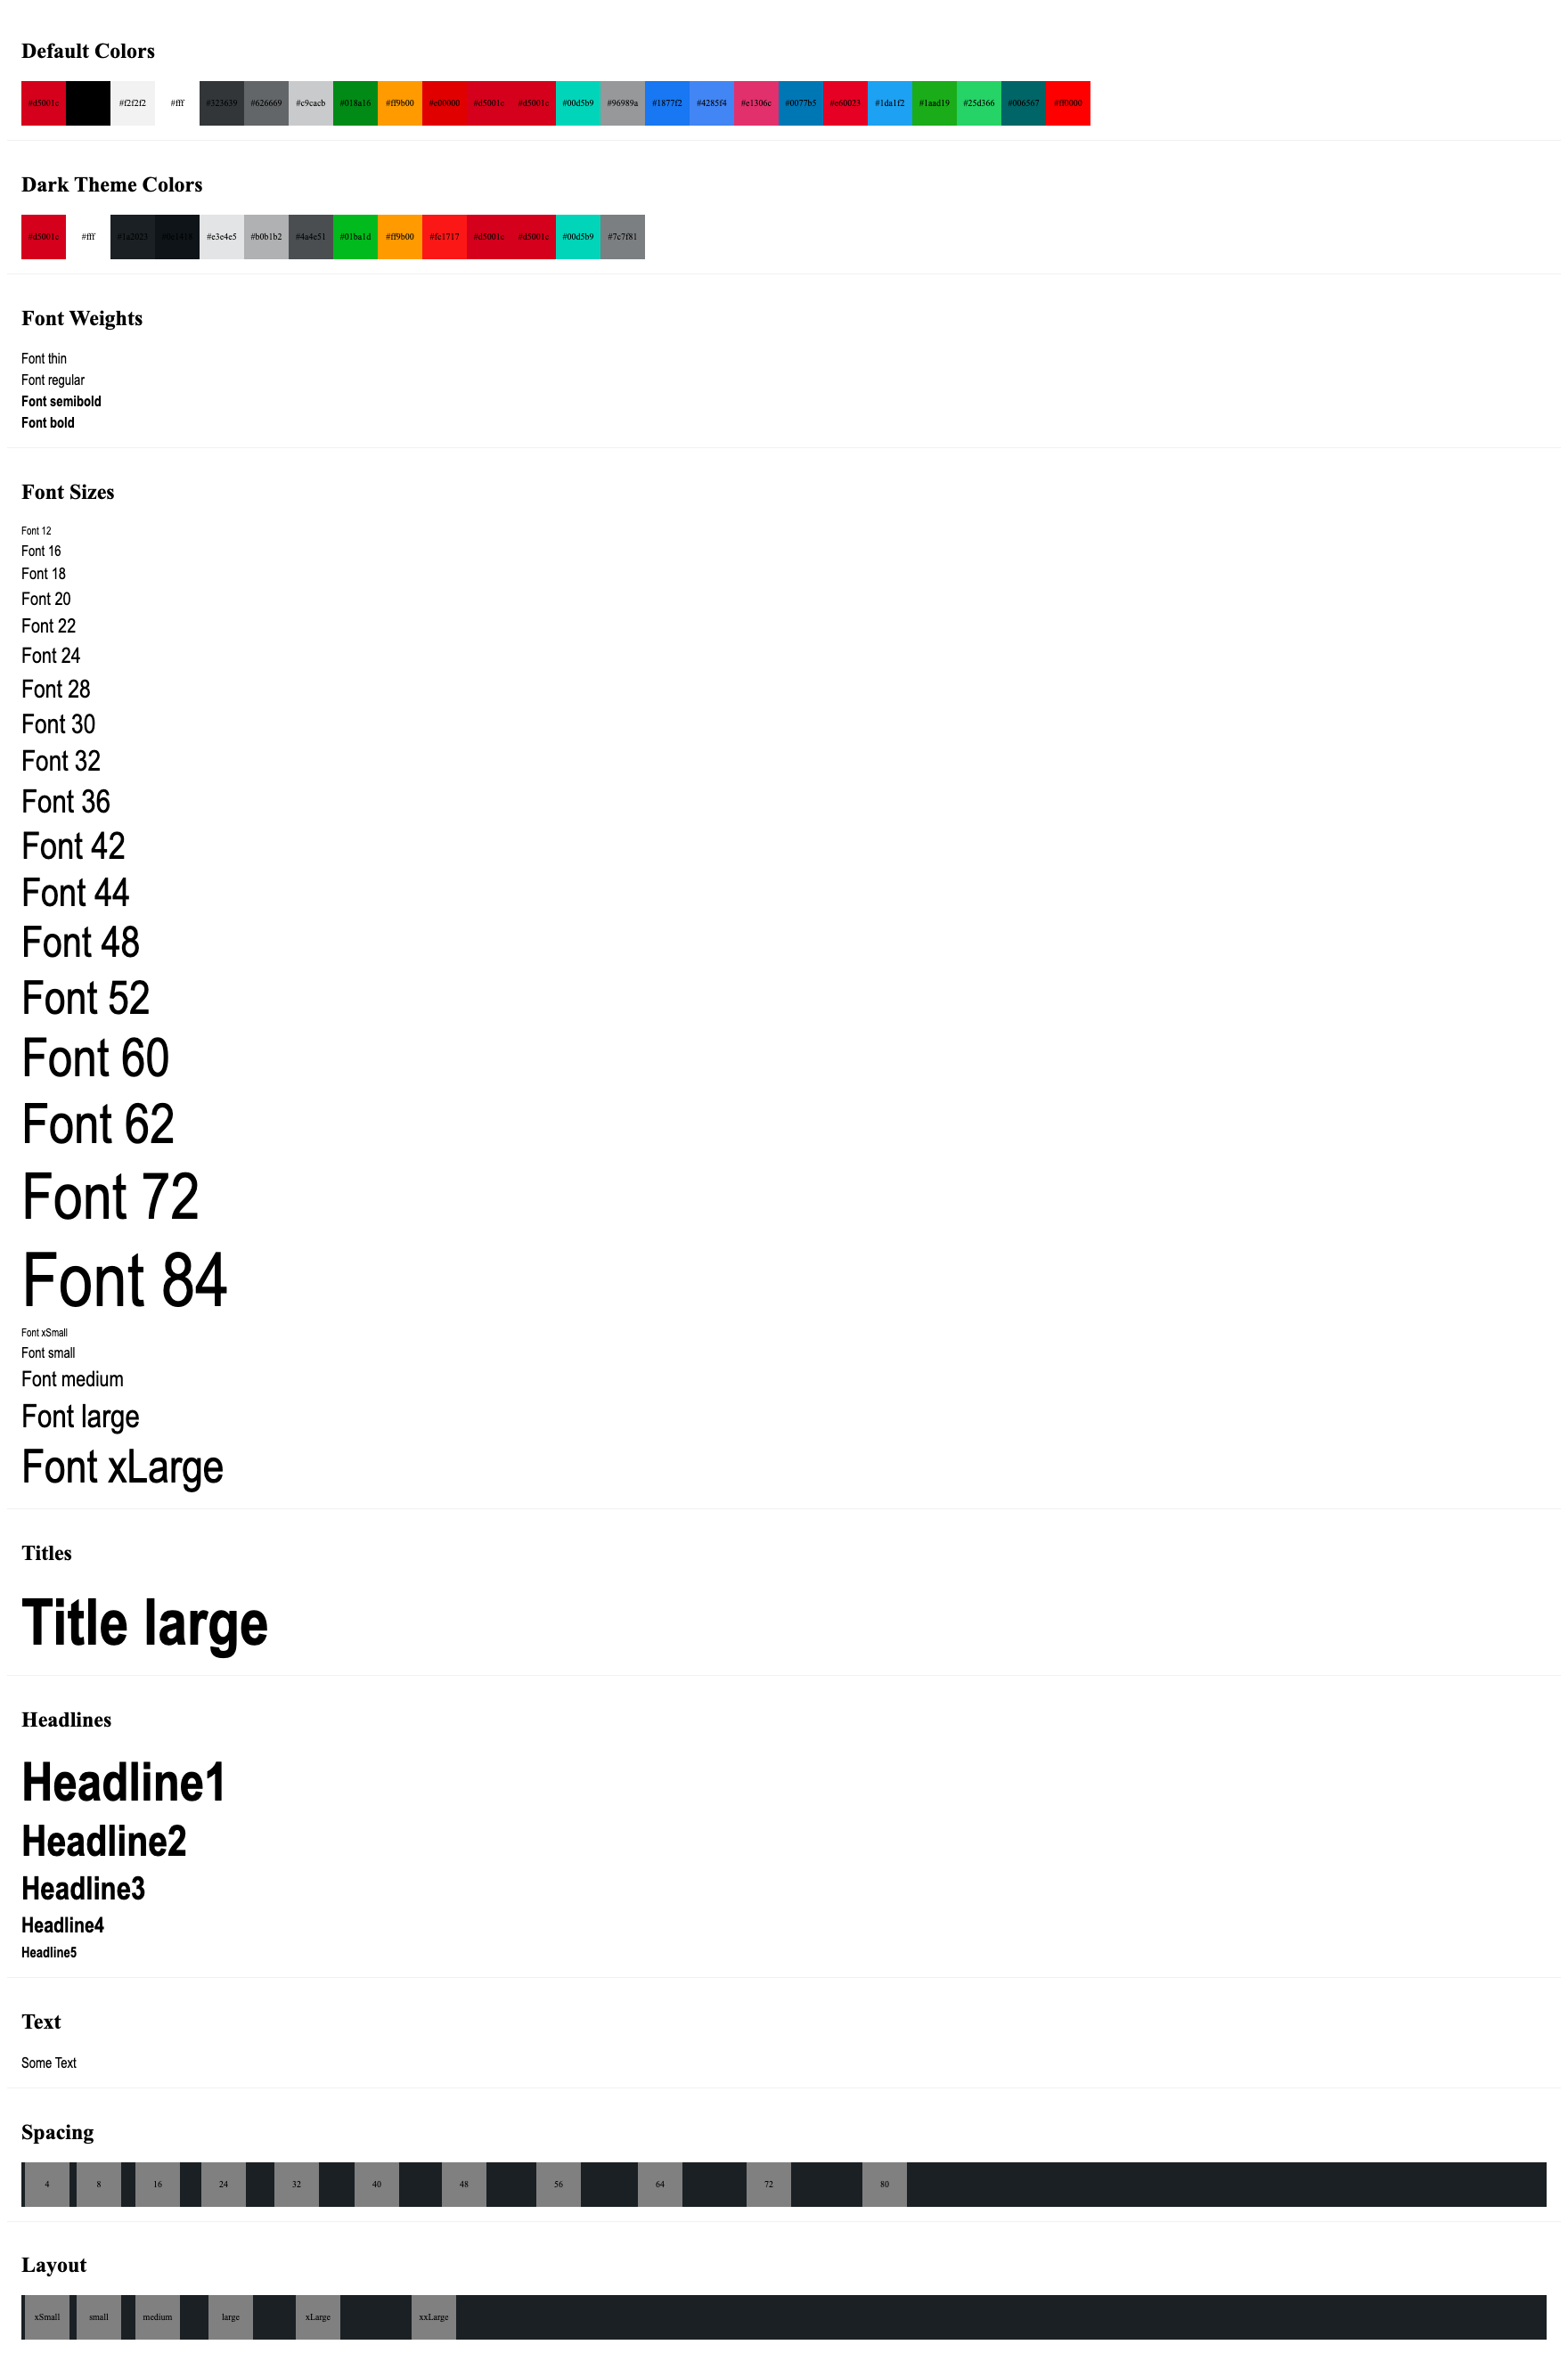 Default Colors
#d5001c #f2f2f2 #fff #323639 #626669 #c9cacb #018a16 #ff9b00 #e00000 #d5001c #d5001c #00d5b9 #96989a #1877f2 #4285f4 #e1306c #0077b5 #e60023 #1da1f2 #1aad19 #25d366 #006567 #ff0000
Dark Theme Colors
#d5001c #fff #1a2023 #0e1418 #e3e4e5 #b0b1b2 #4a4e51 #01ba1d #ff9b00 #fc1717 #d5001c #d5001c #00d5b9 #7c7f81
Font Weights
Font thin
Font regular
Font semibold
Font bold
Font Sizes
Font 12
Font 16
Font 18
Font 20
Font 22
Font 24
Font 28
Font 30
Font 32
Font 36
Font 42
Font 44
Font 48
Font 52
Font 60
Font 62
Font 72
Font 84
Font xSmall
Font small
Font medium
Font large
Font xLarge
Titles
Title large
Headlines
Headline1
Headline2
Headline3
Headline4
Headline5
Text
Some Text
Spacing
4 8 16 24 32 40 48 56 64 72 80
Layout
xSmall small medium large xLarge xxLarge